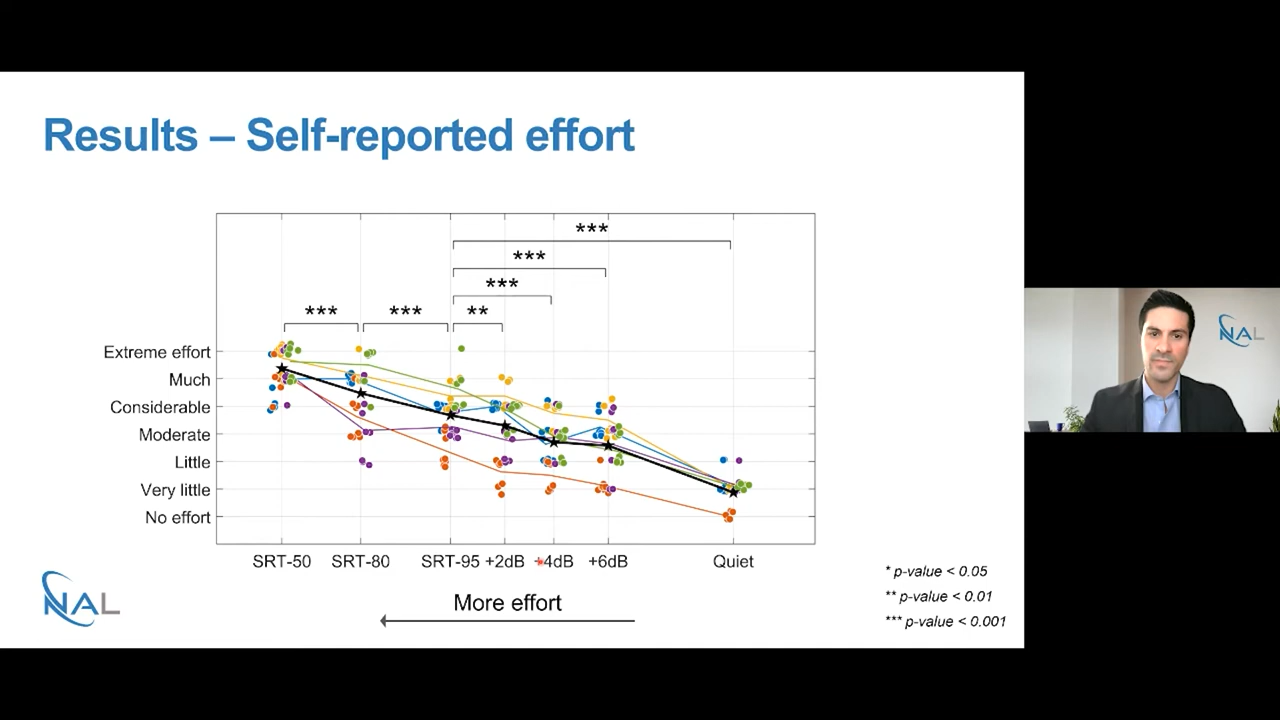 Results – Self-reported effort
***
***
***
***
***
**
Extreme effort
Much
Considerable
Moderate
Little
Very little
No effort
SRT-50 SRT-80 SRT-95 +2dB +4dB +6dB Quiet
More effort
* p-value < 0.05
** p-value < 0.01
*** p-value < 0.001
NAL
NAL